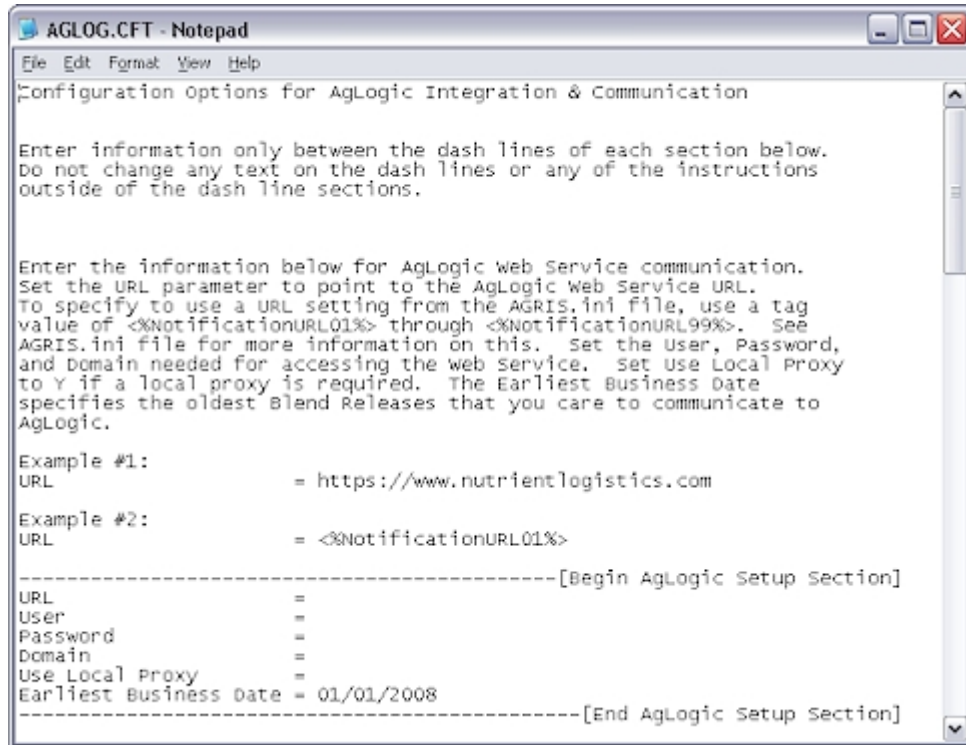 AGLOG.CFT - Notepad
File Edit Format View Help
Configuration Options for AgLogic Integration & Communication
Enter information only between the dash lines of each section below.
Do not change any text on the dash lines or any of the instructions
outside of the dash line sections.
Enter the information below for AgLogic Web Service communication.
Set the URL parameter to point to the AgLogic Web Service URL.
To specify to use a URL setting from the AGRIS.ini file, use a tag
value of <%NotificationURL01%> through <%NotificationURL99%>.  See
AGRIS.ini file for more information on this.  Set the User, Password,
and Domain needed for accessing the Web Service.  Set Use Local Proxy
to Y if a local proxy is required.  The Earliest Business Date
specifies the oldest Blend Releases that you care to communicate to
AgLogic.
Example #1:
URL                    = https://www.nutrientlogistics.com
Example #2:
URL                    = <%NotificationURL01%>
---------------------------------------------[Begin AgLogic Setup Section]
URL                    =
User                   =
Password               =
Domain                 =
Use Local Proxy        =
Earliest Business Date = 01/01/2008
-----------------------------------------------[End AgLogic Setup Section]